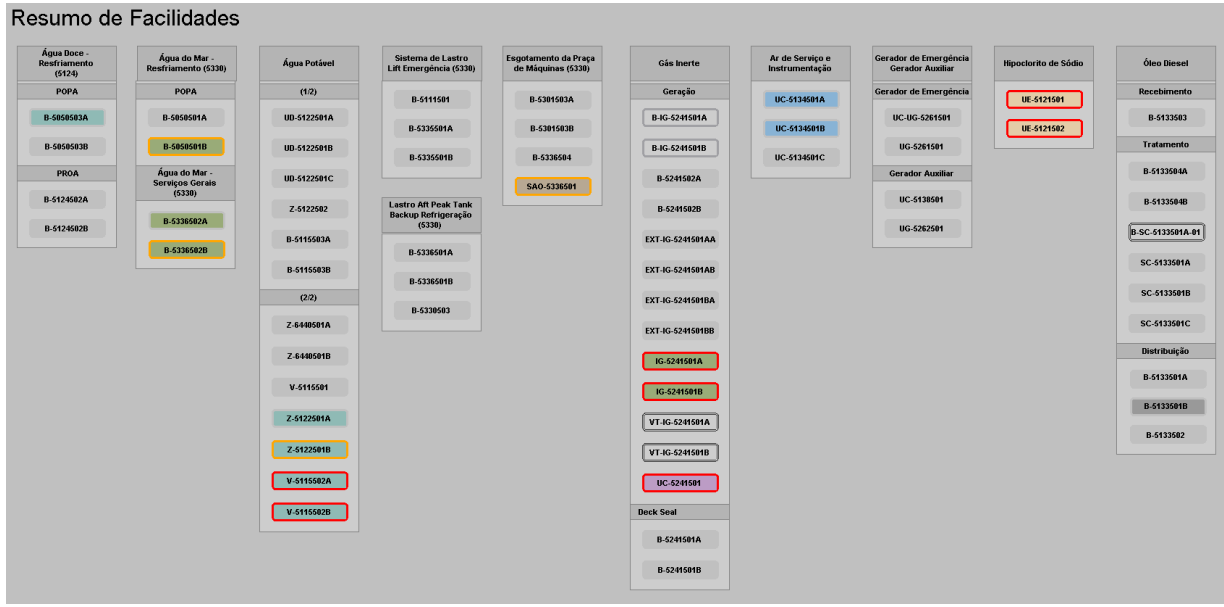 Resumo de Facilidades
Água Doce -
Resfriamento
(5124)
POPA
B-5050503A
B-5050503B
PROA
B-5124502A
B-5124502B
Água do Mar -
Resfriamento (5330)
POPA
B-5050501A
B-5050501B
Água do Mar -
Serviços Gerais
(5330)
B-5336502A
B-5336502B
Água Potável
(1/2)
UD-5122501A
UD-5122501B
UD-5122501C
Z-5122502
B-5115503A
B-5115503B
(2/2)
Z-6440501A
Z-6440501B
V-5115501
Z-5122501A
Z-5122501B
V-5115502A
V-5115502B
Sistema de Lastro
Lift Emergência (5330)
B-5111501
B-5335501A
B-5335501B
Lastro Aft Peak Tank
Backup Refrigeração
(5330)
B-5336501A
B-5336501B
B-5330503
Esgotamento da Praça
de Máquinas (5330)
B-5301503A
B-5301503B
B-5336504
SAO-5336501
Gás Inerte
Geração
B-IG-5241501A
B-IG-5241501B
B-5241502A
B-5241502B
EXT-IG-5241501AA
EXT-IG-5241501AB
EXT-IG-5241501BA
EXT-IG-5241501BB
IG-5241501A
IG-5241501B
VT-IG-5241501A
VT-IG-5241501B
UC-5241501
Deck Seal
B-5241501A
B-5241501B
Ar de Serviço e
Instrumentação
UC-5134501A
UC-5134501B
UC-5134501C
Gerador de Emergência
Gerador Auxiliar
Gerador de Emergência
UC-UG-5261501
UG-5261501
Gerador Auxiliar
UC-5138501
UG-5262501
Hipoclorito de Sódio
UE-5121501
UE-5121502
Óleo Diesel
Recebimento
B-5133503
Tratamento
B-5133504A
B-5133504B
B-SC-5133501A-01
SC-5133501A
SC-5133501B
SC-5133501C
Distribuição
B-5133501A
B-5133501B
B-5133502